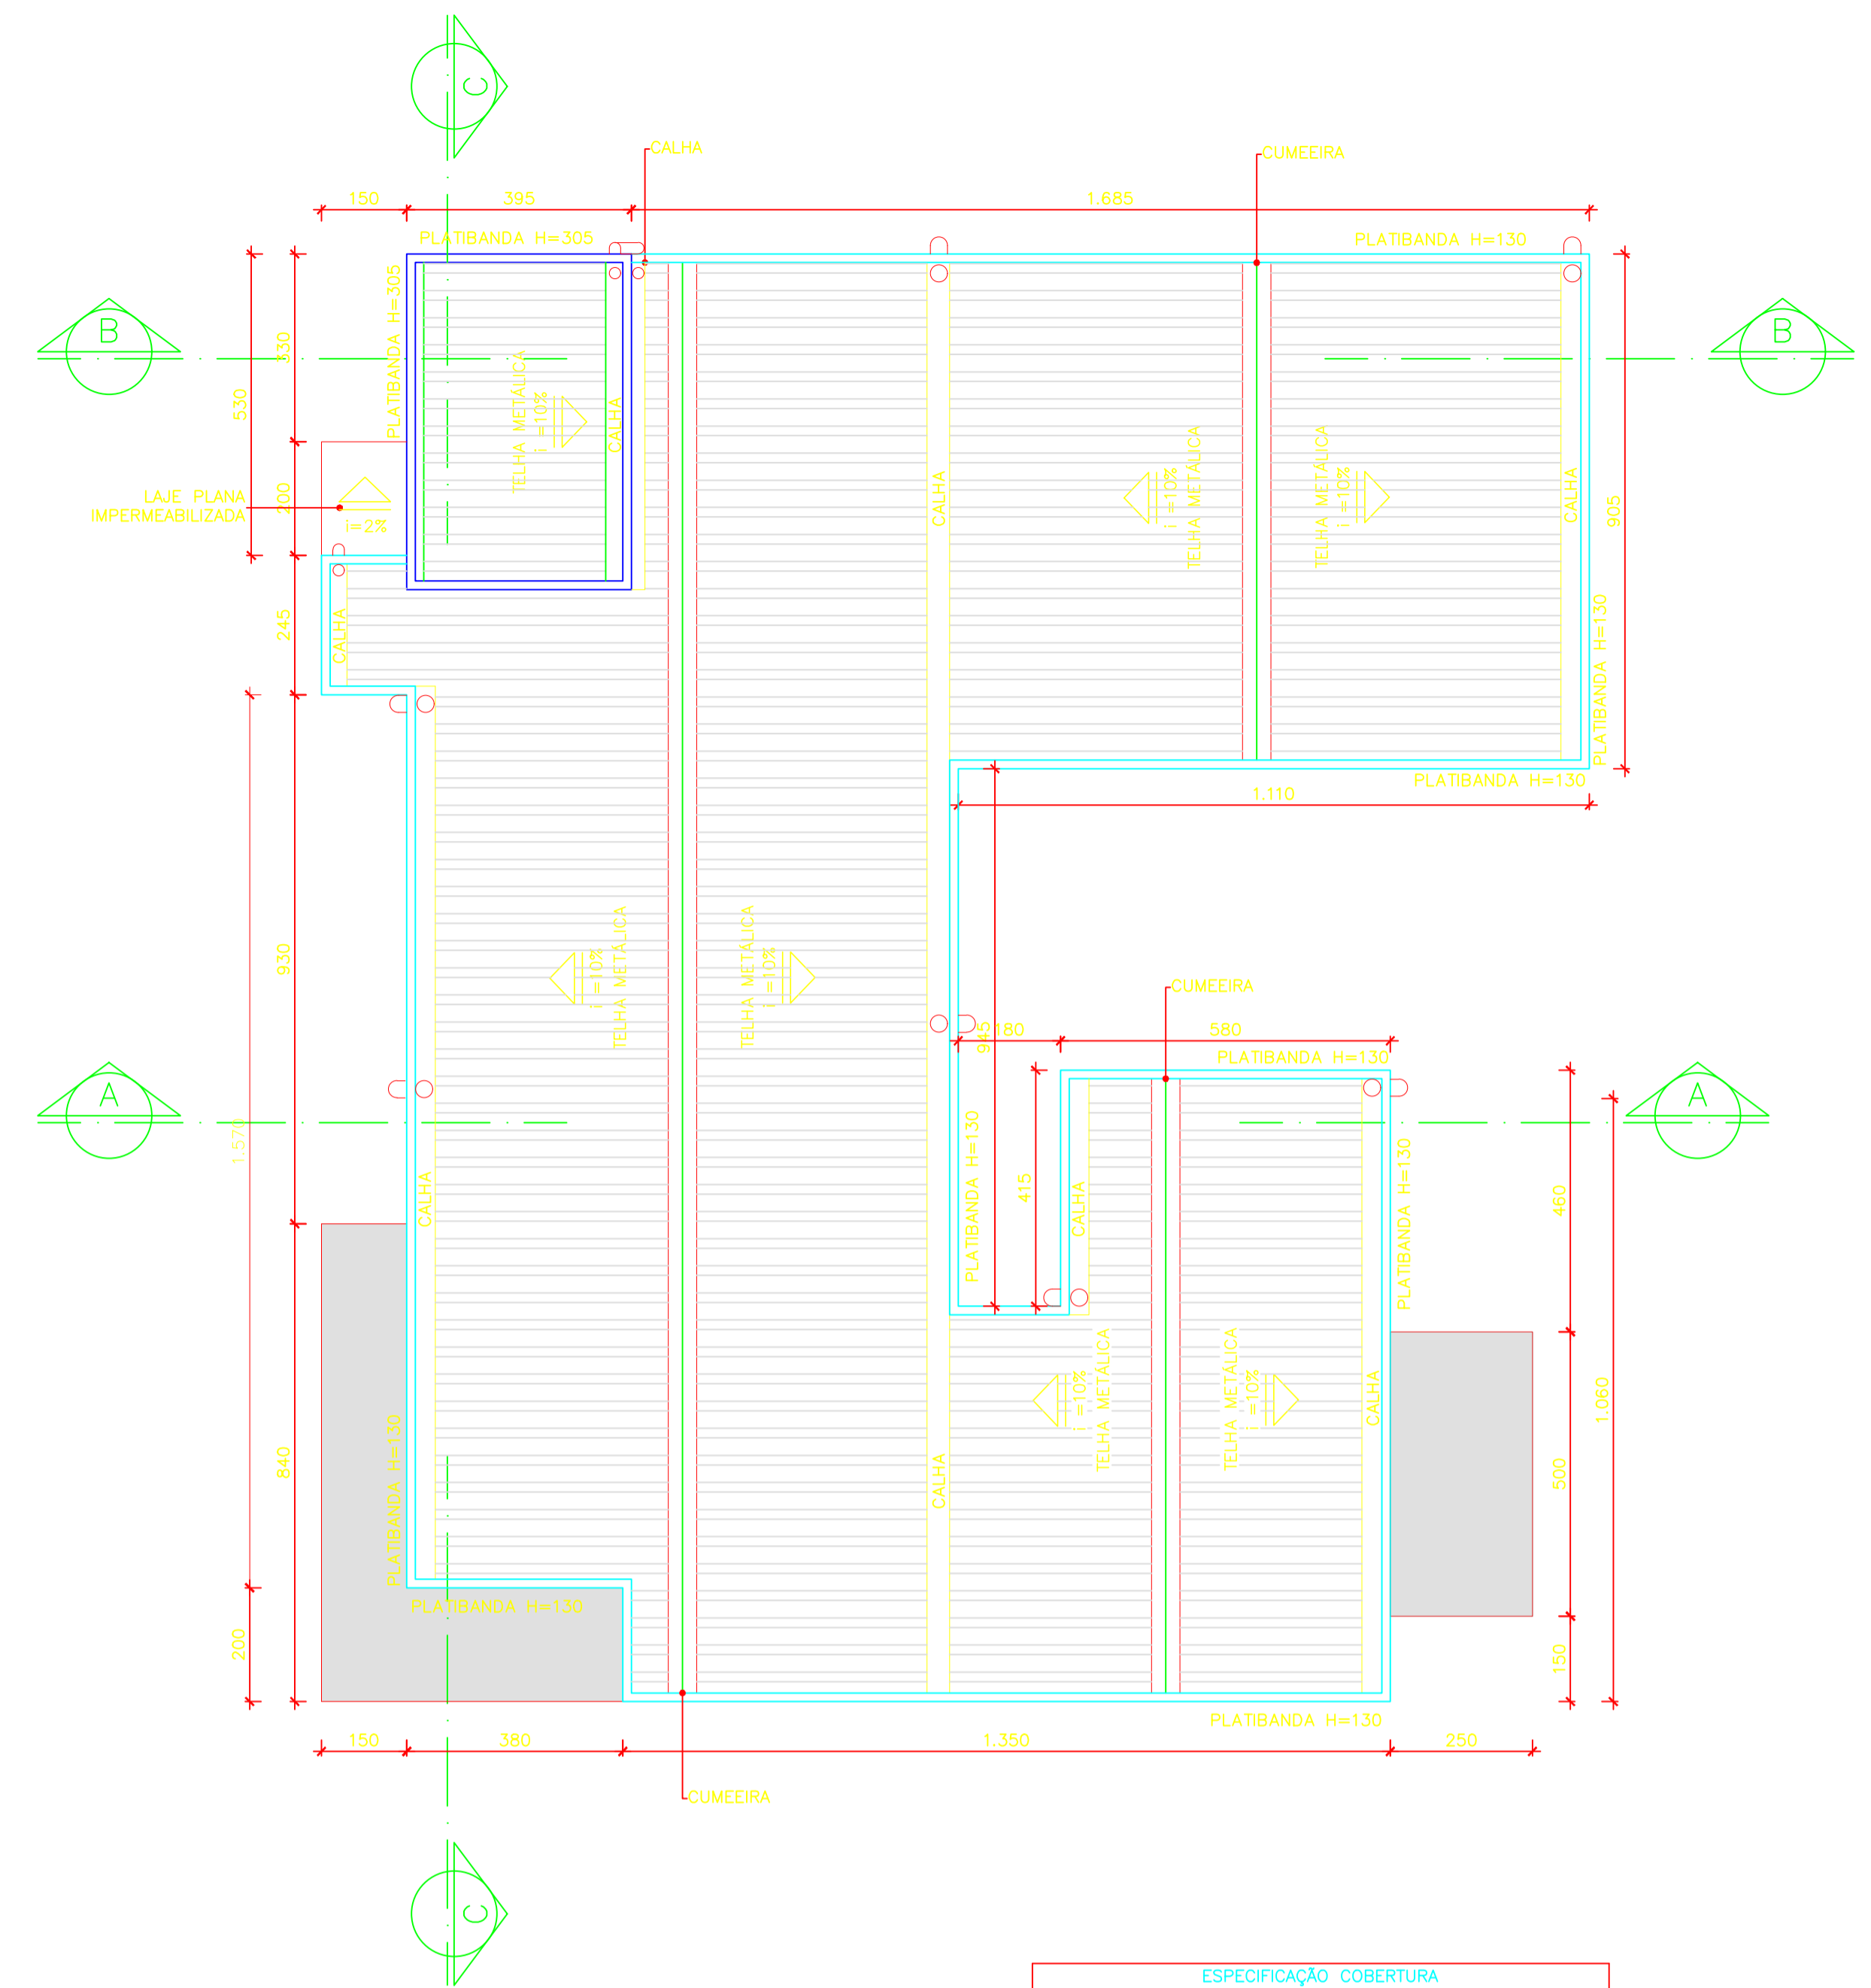 C
CALHA
CUMEEIRA
150
395
1.685
PLATIBANDA H=305
PLATIBANDA H=130
B
B
PLATIBANDA H=305
330
530
TELHA METÁLICA
i =10%
CALHA
CALHA
i =10%
TELHA METÁLICA
TELHA METÁLICA
i =10%
CALHA
905
200
LAJE PLANA
IMPERMEABILIZADA
i=2%
245
CALHA
PLATIBANDA H=130
PLATIBANDA H=130
1.110
930
i =10%
TELHA METÁLICA
TELHA METÁLICA
i =10%
CUMEEIRA
945
180
580
PLATIBANDA H=130
A
A
1.570
PLATIBANDA H=130
415
CALHA
CALHA
PLATIBANDA H=130
460
i =10%
TELHA METÁLICA
TELHA METÁLICA
i =10%
CALHA
1.060
840
PLATIBANDA H=130
CALHA
500
PLATIBANDA H=130
200
150
PLATIBANDA H=130
150
380
1.350
250
CUMEEIRA
C
ESPECIFICAÇÃO COBERTURA